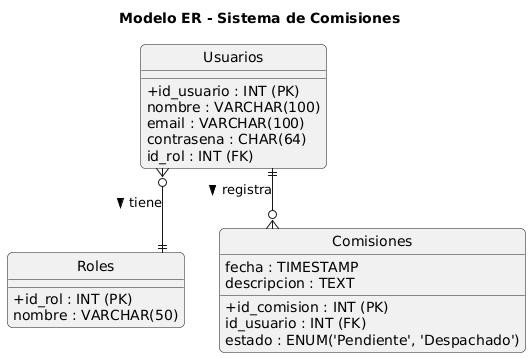 Modelo ER - Sistema de Comisiones
Usuarios
+id_usuario : INT (PK)
nombre : VARCHAR(100)
email : VARCHAR(100)
contrasena : CHAR(64)
id_rol : INT (FK)
tiene
registra
Roles
+id_rol : INT (PK)
nombre : VARCHAR(50)
Comisiones
fecha : TIMESTAMP
descripcion : TEXT
+id_comision : INT (PK)
id_usuario : INT (FK)
estado : ENUM('Pendiente', 'Despachado')